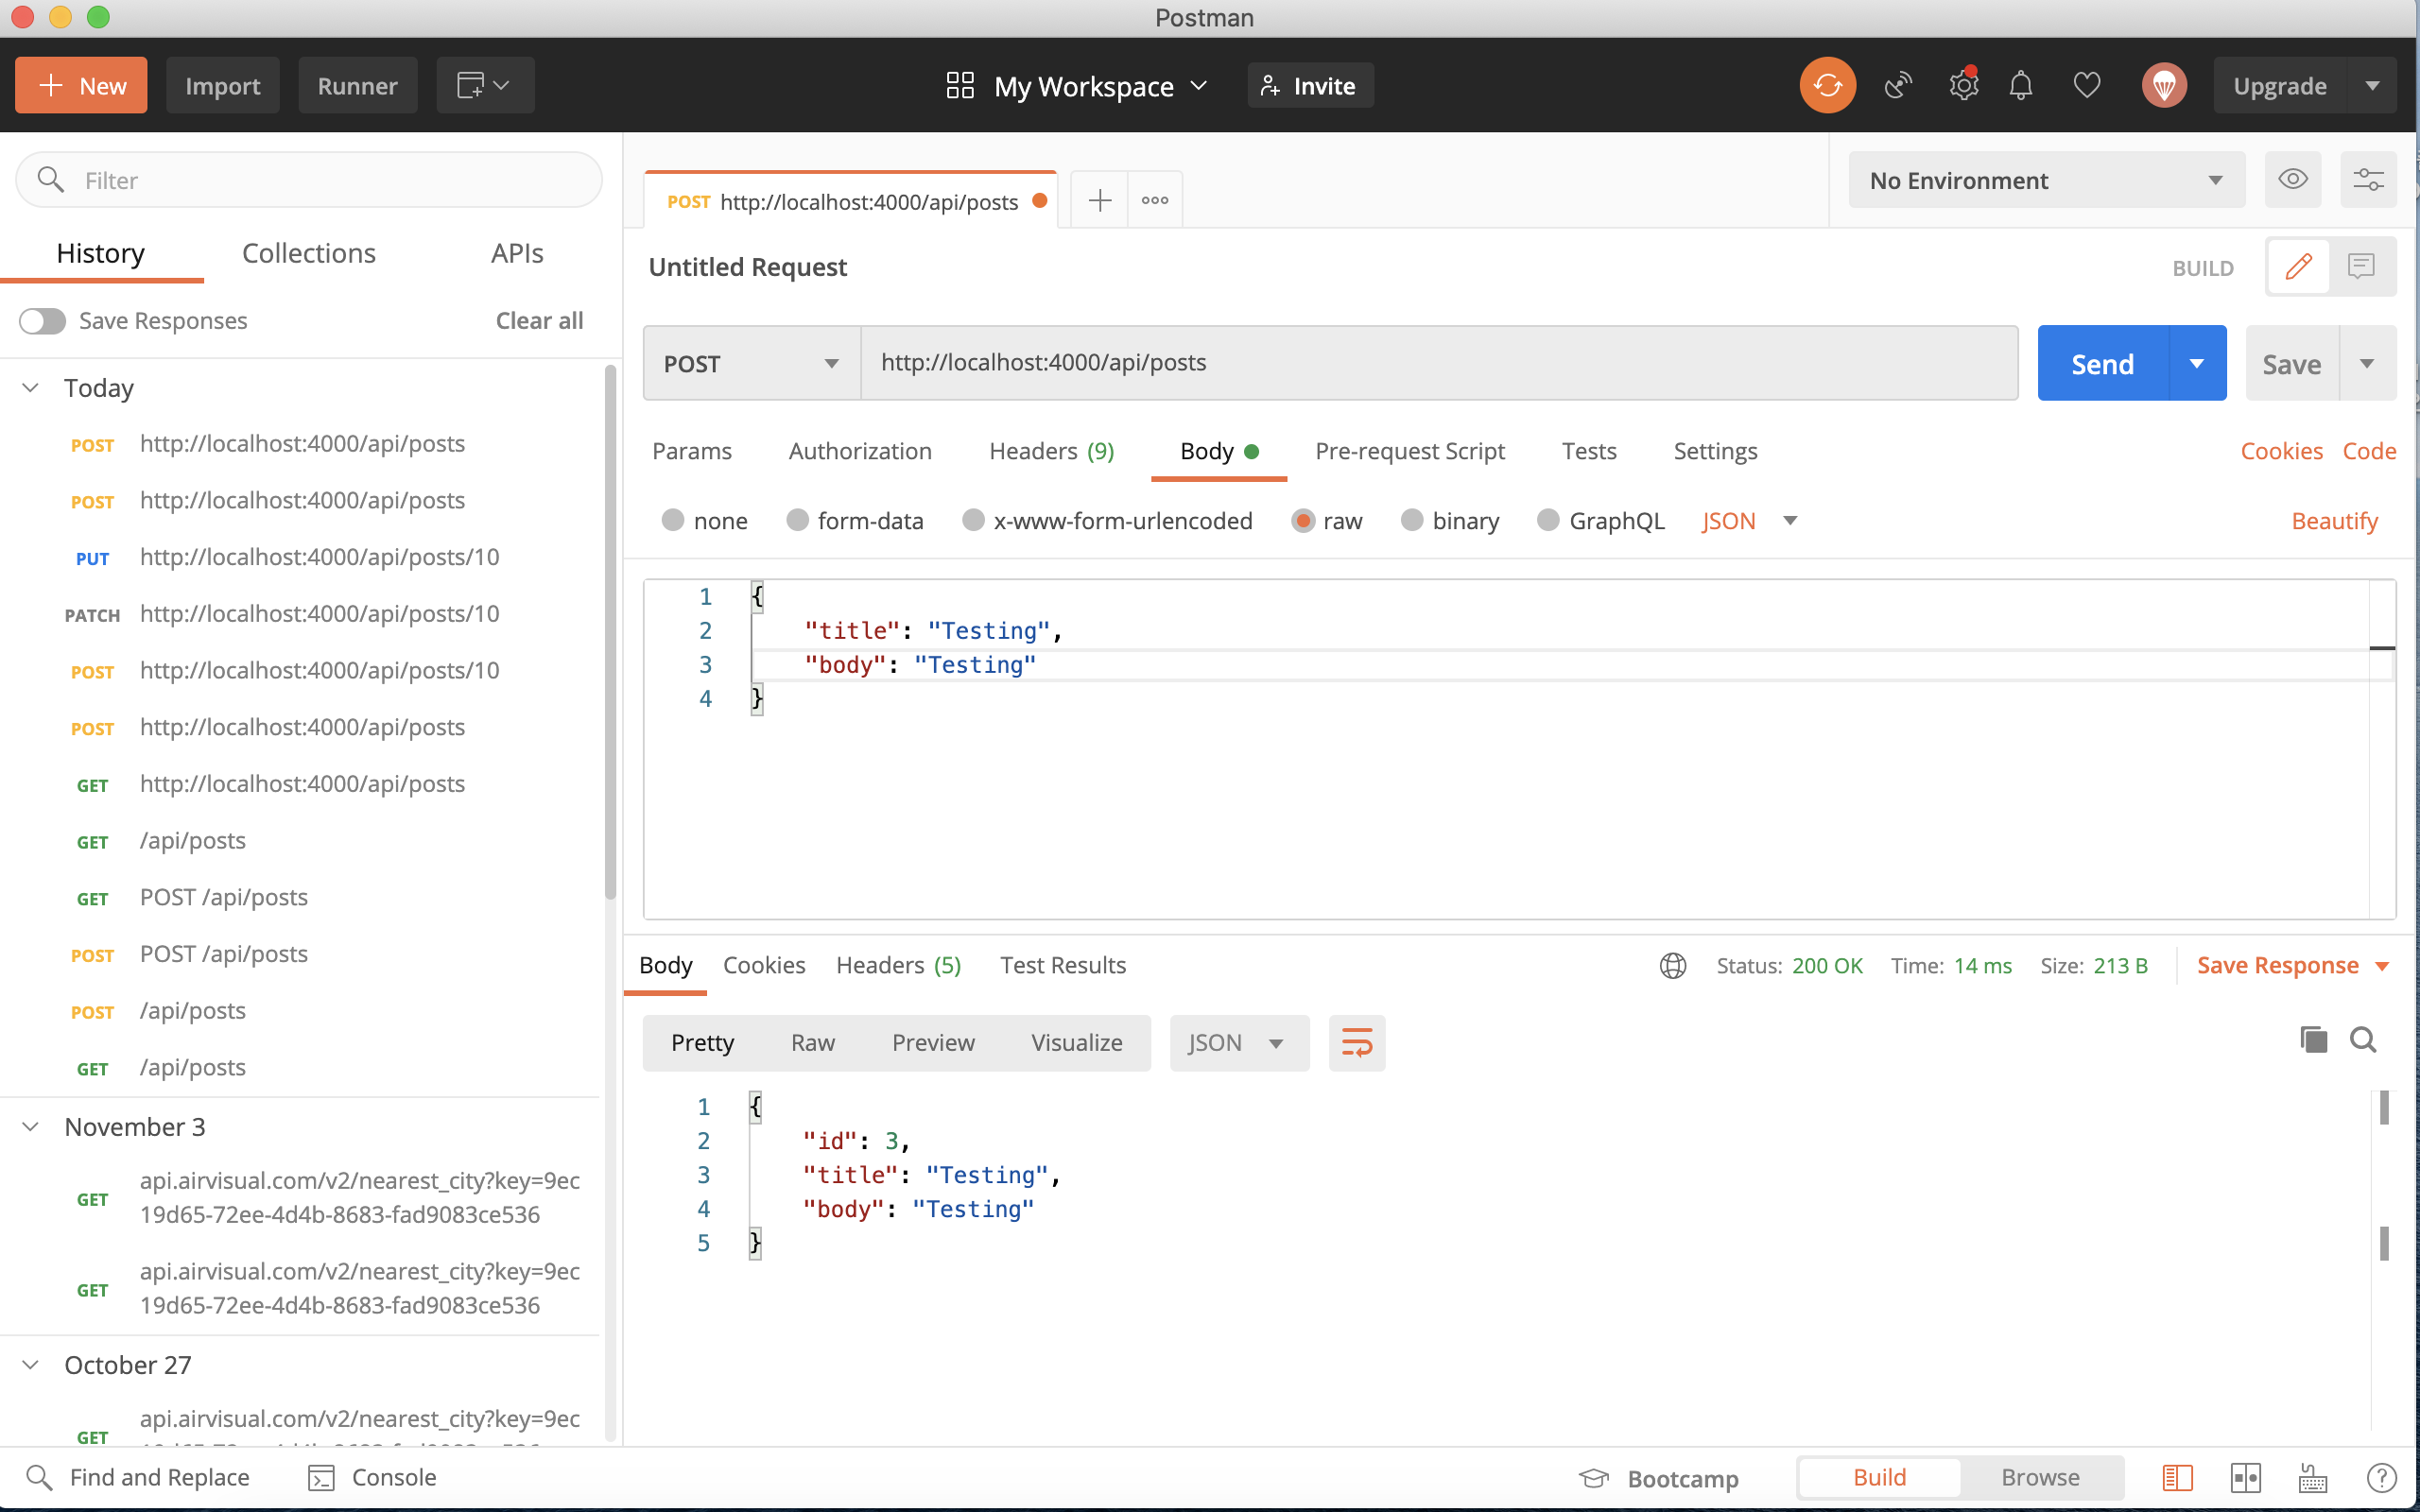 Postman
New
Import
Runner
My Workspace
Invite
Upgrade
Filter
History
Collections
APIs
Save Responses
Clear all
Today
POST http://localhost:4000/api/posts
POST http://localhost:4000/api/posts
PUT http://localhost:4000/api/posts/10
PATCH http://localhost:4000/api/posts/10
POST http://localhost:4000/api/posts/10
POST http://localhost:4000/api/posts
GET http://localhost:4000/api/posts
GET /api/posts
GET POST /api/posts
POST POST /api/posts
POST /api/posts
GET /api/posts
November 3
GET api.airvisual.com/v2/nearest_city?key=9ec
19d65-72ee-4d4b-8683-fad9083ce536
GET api.airvisual.com/v2/nearest_city?key=9ec
19d65-72ee-4d4b-8683-fad9083ce536
October 27
GET api.airvisual.com/v2/nearest_city?key=9ec
POST http://localhost:4000/api/posts
No Environment
Untitled Request
BUILD
POST
http://localhost:4000/api/posts
Send
Save
Params
Authorization
Headers (9)
Body
Pre-request Script
Tests
Settings
Cookies
Code
none
form-data
x-www-form-urlencoded
raw
binary
GraphQL
JSON
Beautify
1 {
2 "title": "Testing",
3 "body": "Testing"
4 }
Body
Cookies
Headers (5)
Test Results
Status: 200 OK
Time: 14 ms
Size: 213 B
Save Response
Pretty
Raw
Preview
Visualize
JSON
1 {
2 "id": 3,
3 "title": "Testing",
4 "body": "Testing"
5 }
Find and Replace
Console
Bootcamp
Build
Browse